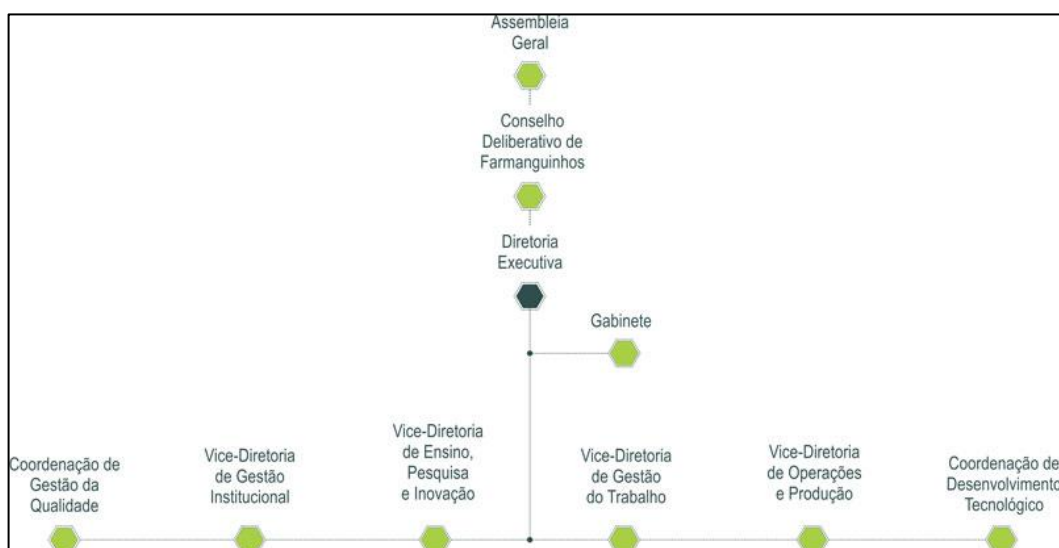 Assembleia
Geral
Conselho
Deliberativo de
Farmanguinhos
Diretoria
Executiva
Gabinete
Coordenação de
Gestão da
Qualidade
Vice-Diretoria
de Gestão
Institucional
Vice-Diretoria
de Ensino,
Pesquisa
e Inovação
Vice-Diretoria
de Gestão
do Trabalho
Vice-Diretoria
de Operações
e Produção
Coordenação de
Desenvolvimento
Tecnológico